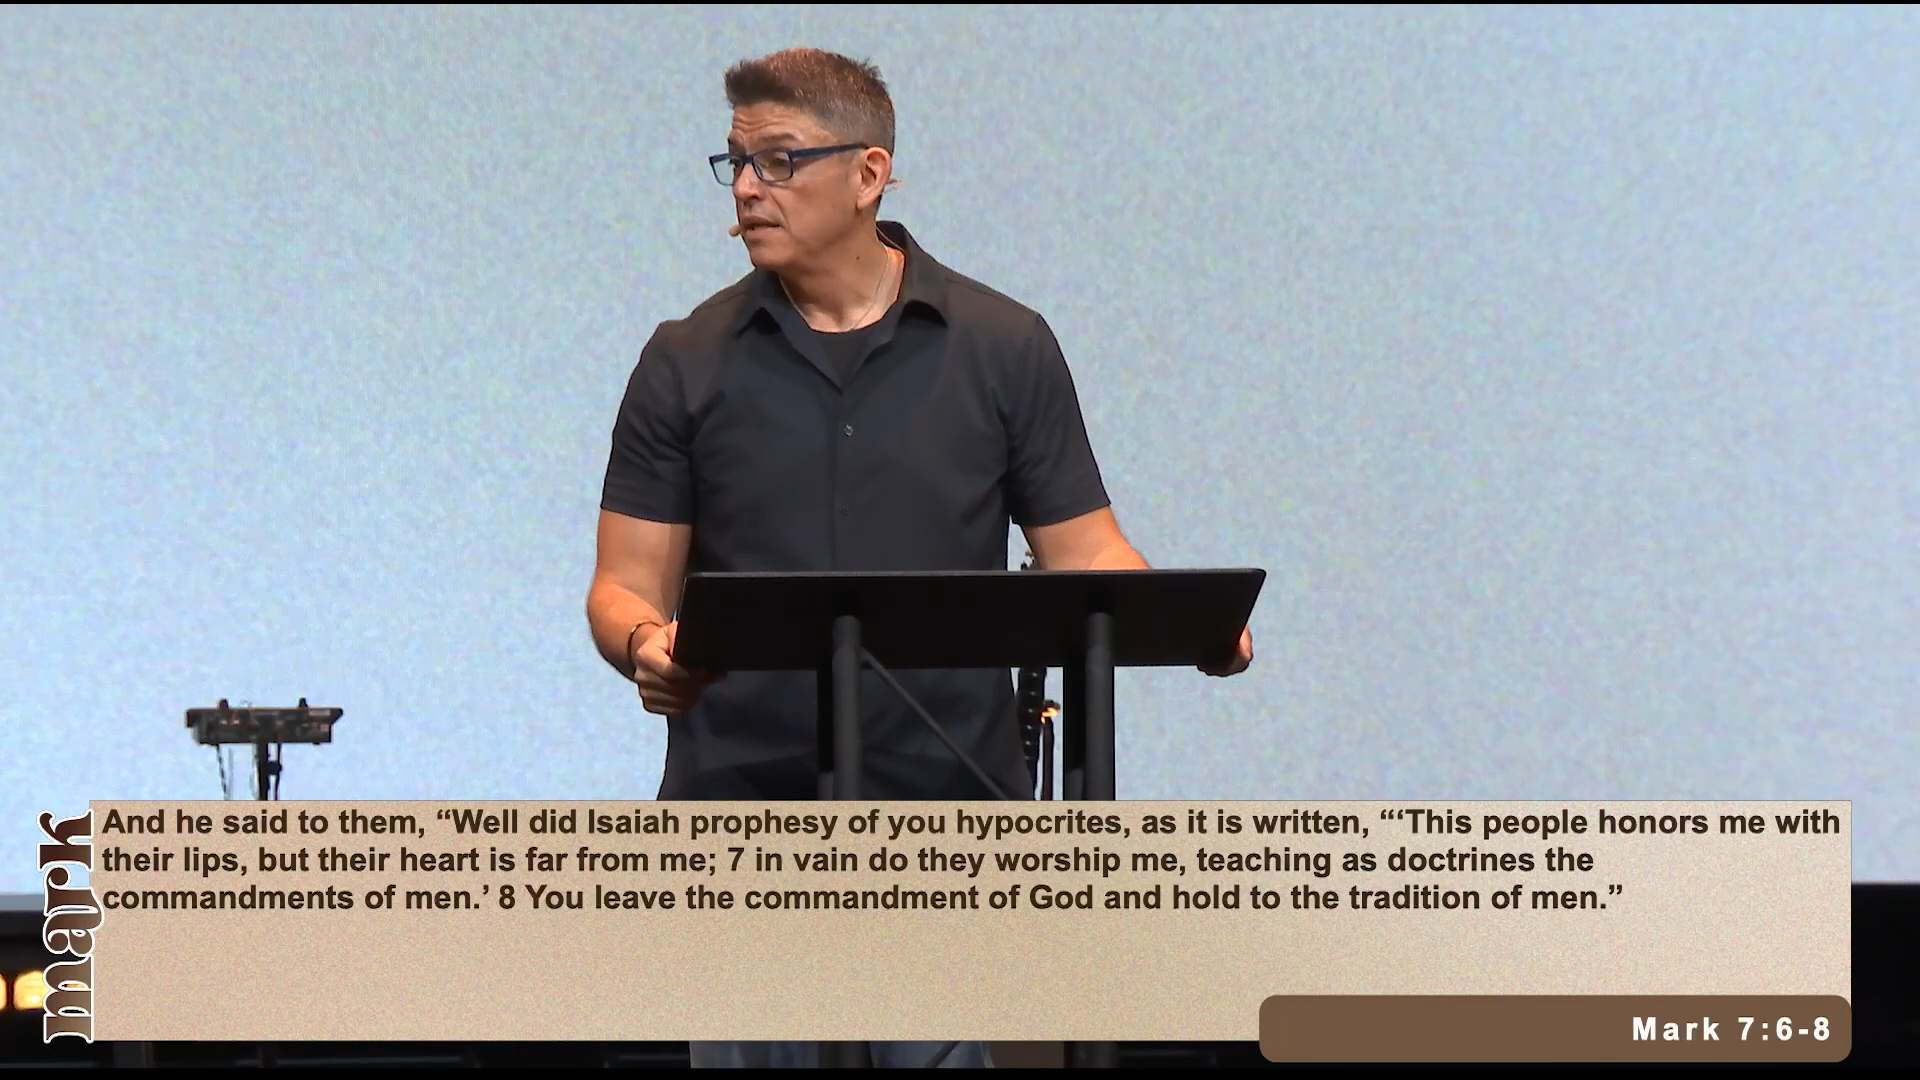 mark
And he said to them, “Well did Isaiah prophesy of you hypocrites, as it is written, “‘This people honors me with
their lips, but their heart is far from me; 7 in vain do they worship me, teaching as doctrines the
commandments of men.’ 8 You leave the commandment of God and hold to the tradition of men.”
Mark 7:6-8